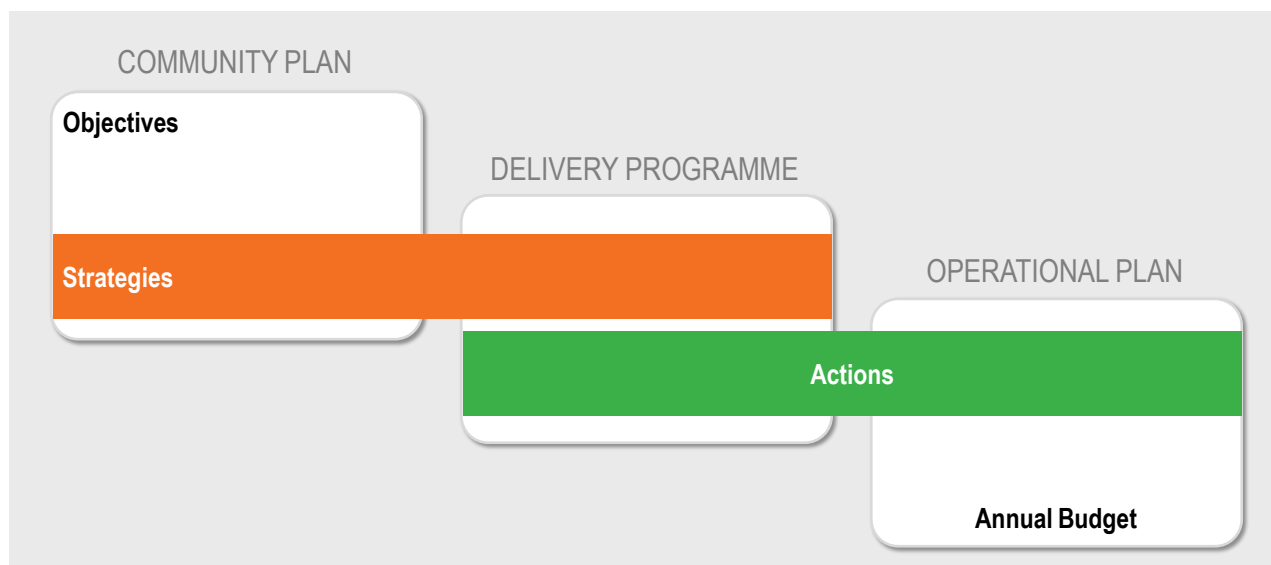 COMMUNITY PLAN
Objectives
DELIVERY PROGRAMME
Strategies
OPERATIONAL PLAN
Actions
Annual Budget